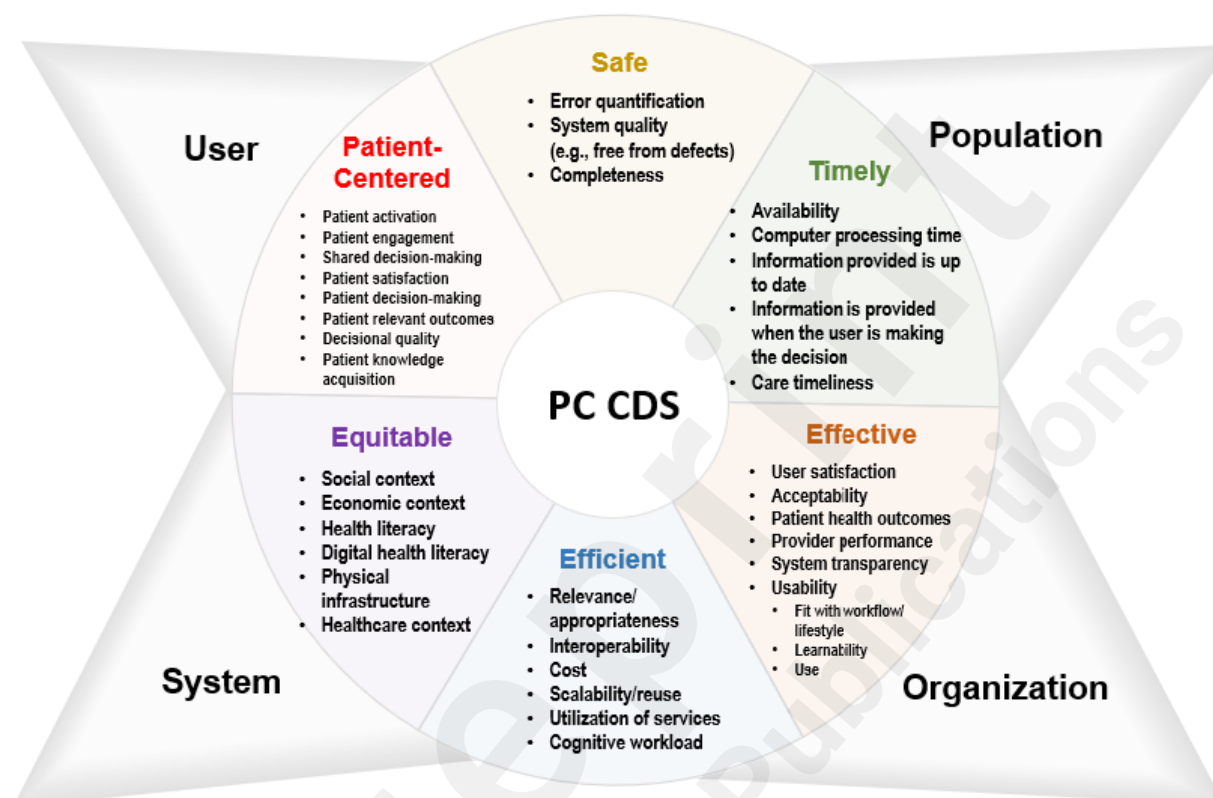 User
Population
System
Organization
PC CDS
Safe
• Error quantification
• System quality
(e.g., free from defects)
• Completeness
Timely
• Availability
• Computer processing time
• Information provided is up
to date
• Information is provided
when the user is making
the decision
• Care timeliness
Effective
• User satisfaction
• Acceptability
• Patient health outcomes
• Provider performance
• System transparency
• Usability
• Fit with workflow/
lifestyle
• Learnability
• Use
Efficient
• Relevance/
appropriateness
• Interoperability
• Cost
• Scalability/reuse
• Utilization of services
• Cognitive workload
Equitable
• Social context
• Economic context
• Health literacy
• Digital health literacy
• Physical
infrastructure
• Healthcare context
Patient-
Centered
• Patient activation
• Patient engagement
• Shared decision-making
• Patient satisfaction
• Patient decision-making
• Patient relevant outcomes
• Decisional quality
• Patient knowledge
acquisition
eprint
Publications